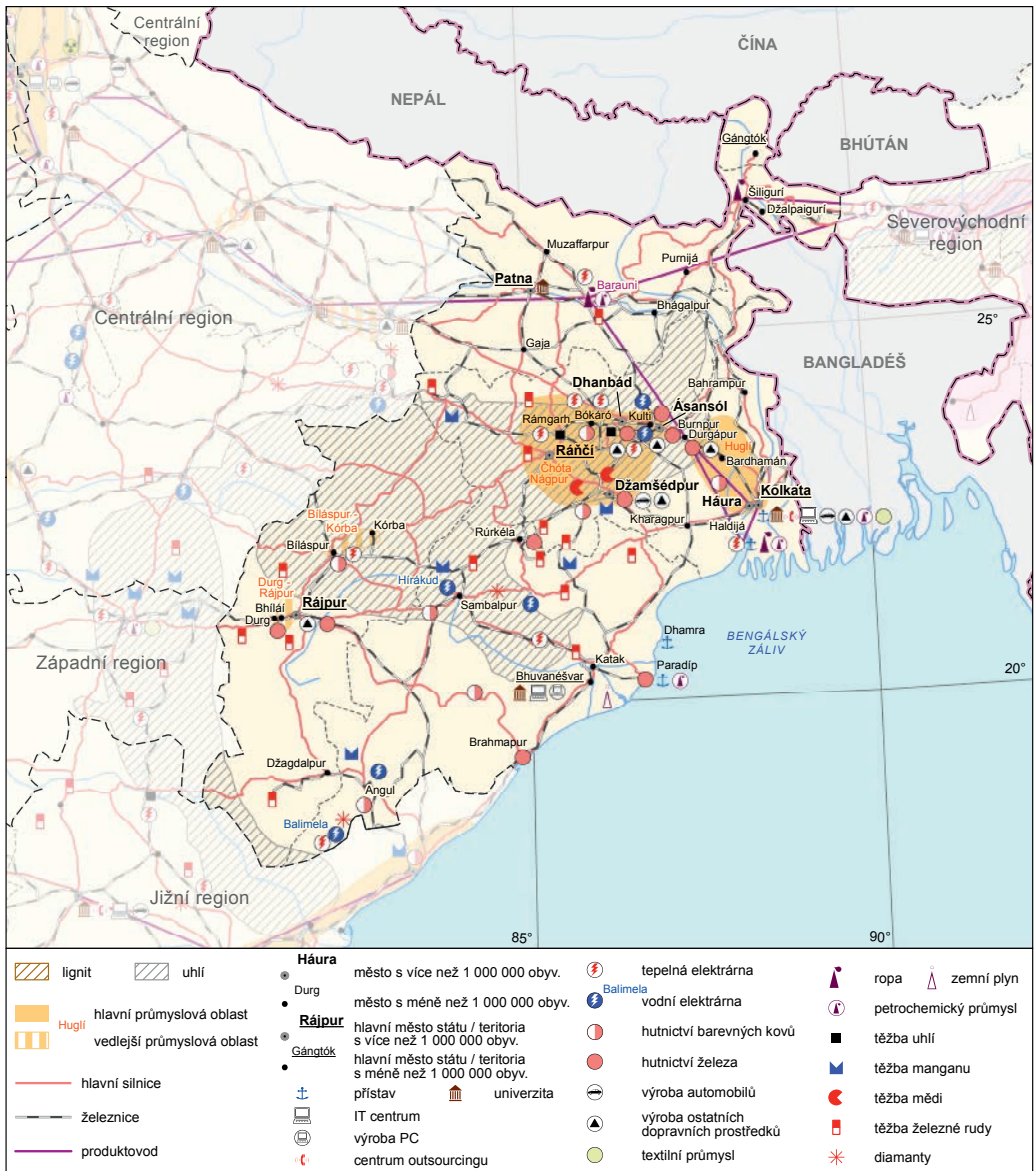 Centrální
region
ČÍNA
NEPÁL
Gángtók
BHÚTÁN
Šiligurí
Džalpaigurí
Severovýchodní
region
Muzaffarpur
Purnijá
Patna
Barauni
Bhágalpur
Centrální region
25°
Gaja
BANGLADÉŠ
Dhanbád
Bahrampur
Ásansól
Rámgarh
Bókáró
Kulti
Burnpur
Durgápur
Huglí
Ráňčí
Bardhamán
Čhóta
Nágpur
Džamšédpur
Háura
Kolkata
Biláspur -
Kórba
Kórba
Kharagpur
Haldijá
Rúrkéla
Biláspur
Hírákud
Durg -
Rájpur
Rájpur
Sambalpur
Bhíláí
Durg
Dhamra
BENGÁLSKÝ
ZÁLIV
Západní region
Katak
Paradíp
20°
Bhuvanéšvar
Brahmapur
Džagdalpur
Angul
Balimela
Jižní region
85°
90°
lignit
uhlí
Huglí
hlavní průmyslová oblast
vedlejší průmyslová oblast
hlavní silnice
železnice
produktovod
Háura
město s více než 1 000 000 obyv.
Durg
město s méně než 1 000 000 obyv.
Rájpur
hlavní město státu / teritoria
s více než 1 000 000 obyv.
Gángtók
hlavní město státu / teritoria
s méně než 1 000 000 obyv.
přístav
univerzita
IT centrum
výroba PC
centrum outsourcingu
tepelná elektrárna
Balimela
vodní elektrárna
hutnictví barevných kovů
hutnictví železa
výroba automobilů
výroba ostatních
dopravních prostředků
textilní průmysl
ropa
zemní plyn
petrochemický průmysl
těžba uhlí
těžba manganu
těžba mědi
těžba železné rudy
diamanty